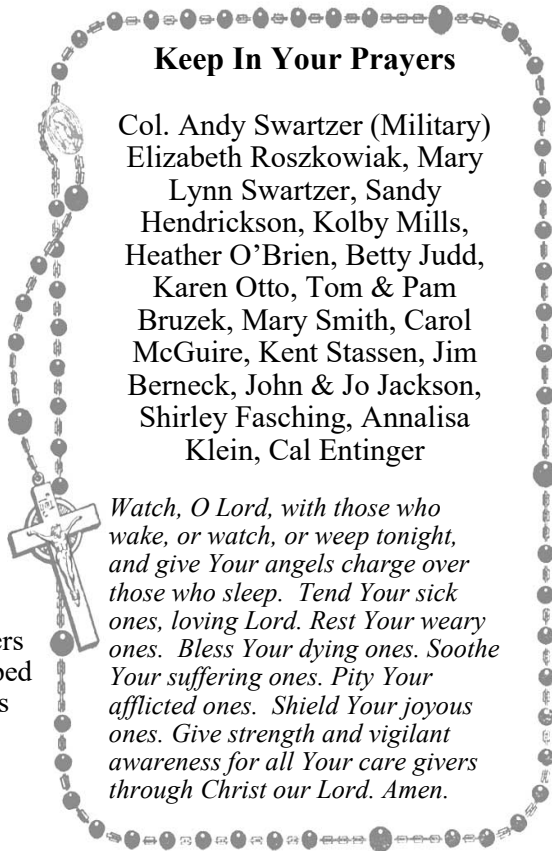 Keep In Your Prayers
Col. Andy Swartzer (Military)
Elizabeth Roszkowiak, Mary
Lynn Swartzer, Sandy
Hendrickson, Kolby Mills,
Heather O’Brien, Betty Judd,
Karen Otto, Tom & Pam
Bruzek, Mary Smith, Carol
McGuire, Kent Stassen, Jim
Berneck, John & Jo Jackson,
Shirley Fasching, Annalisa
Klein, Cal Entinger
Watch, O Lord, with those who
wake, or watch, or weep tonight,
and give Your angels charge over
those who sleep.  Tend Your sick
ones, loving Lord. Rest Your weary
ones.  Bless Your dying ones. Soothe
Your suffering ones. Pity Your
afflicted ones.  Shield Your joyous
ones. Give strength and vigilant
awareness for all Your care givers
through Christ our Lord. Amen.